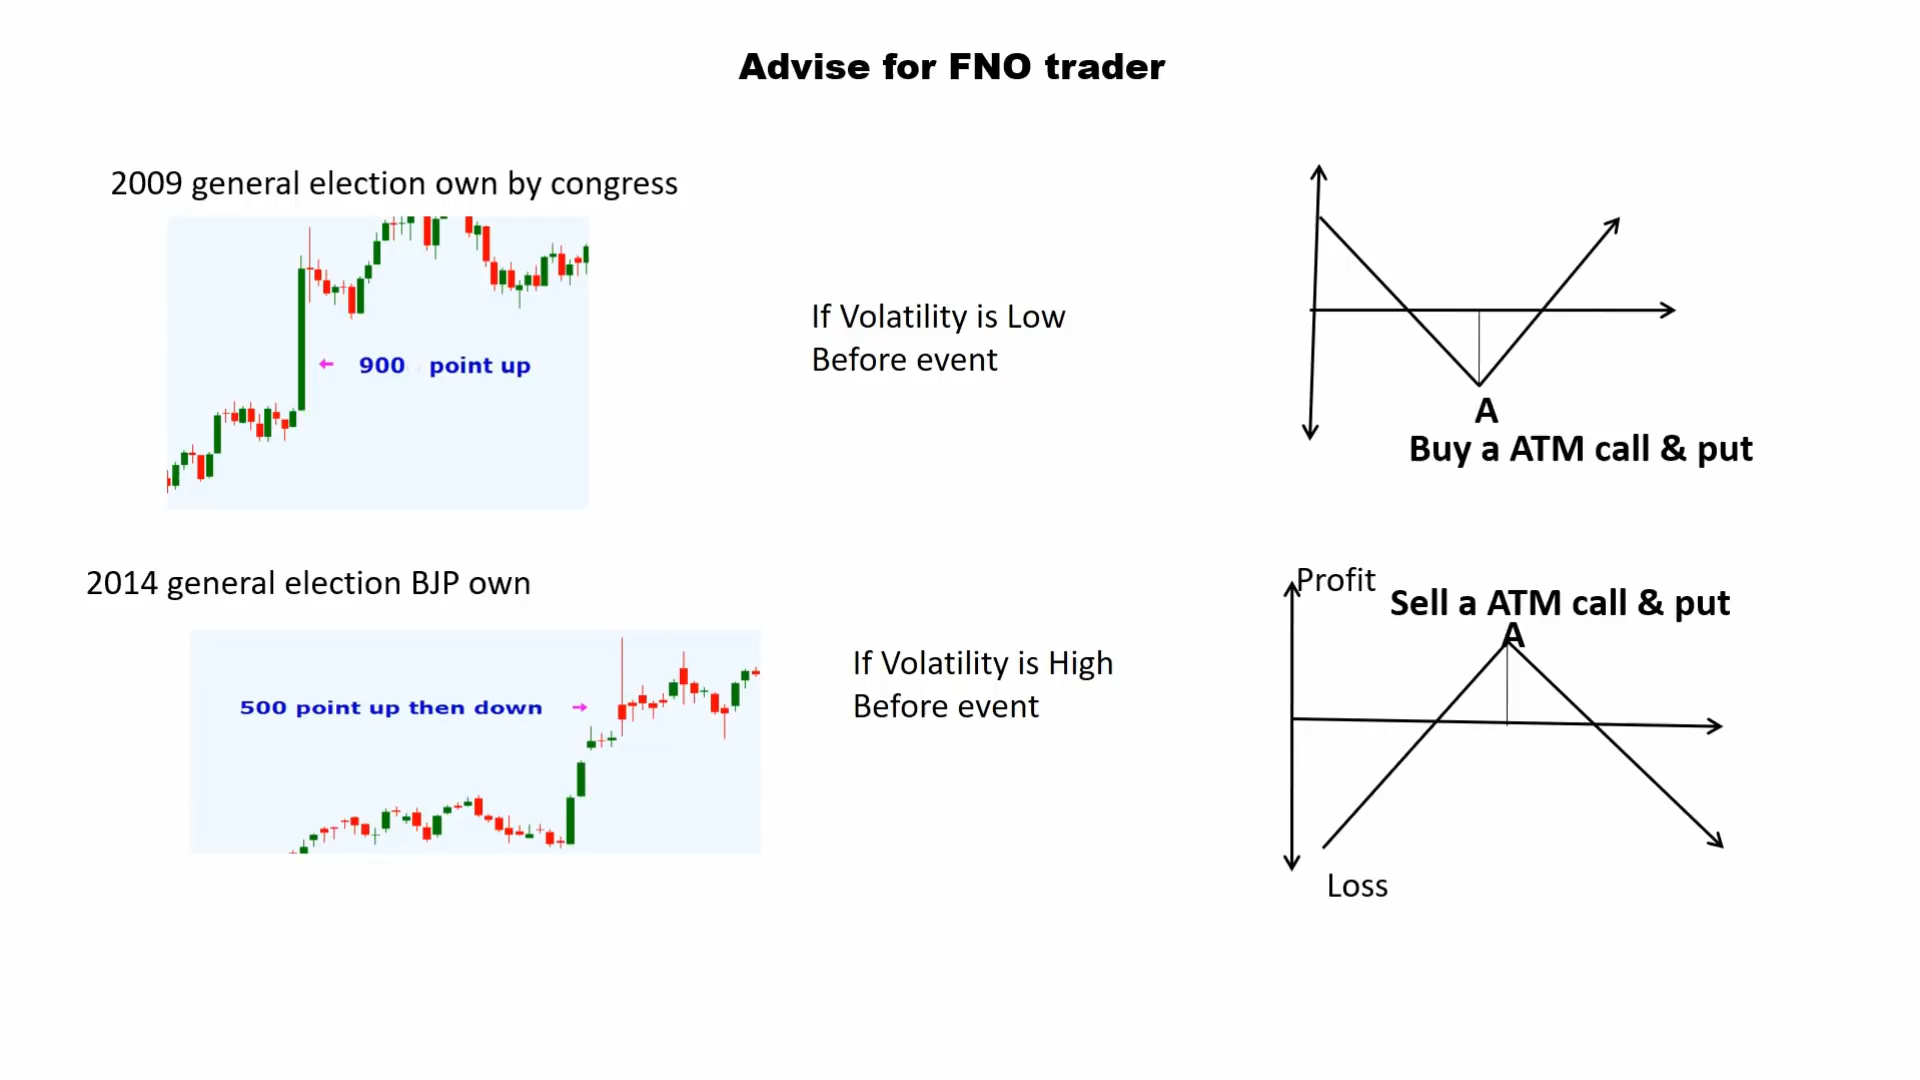 Advise for FNO trader
2009 general election own by congress
900 point up
If Volatility is Low
Before event
A
Buy a ATM call & put
2014 general election BJP own
500 point up then down
If Volatility is High
Before event
Profit
Sell a ATM call & put
A
Loss